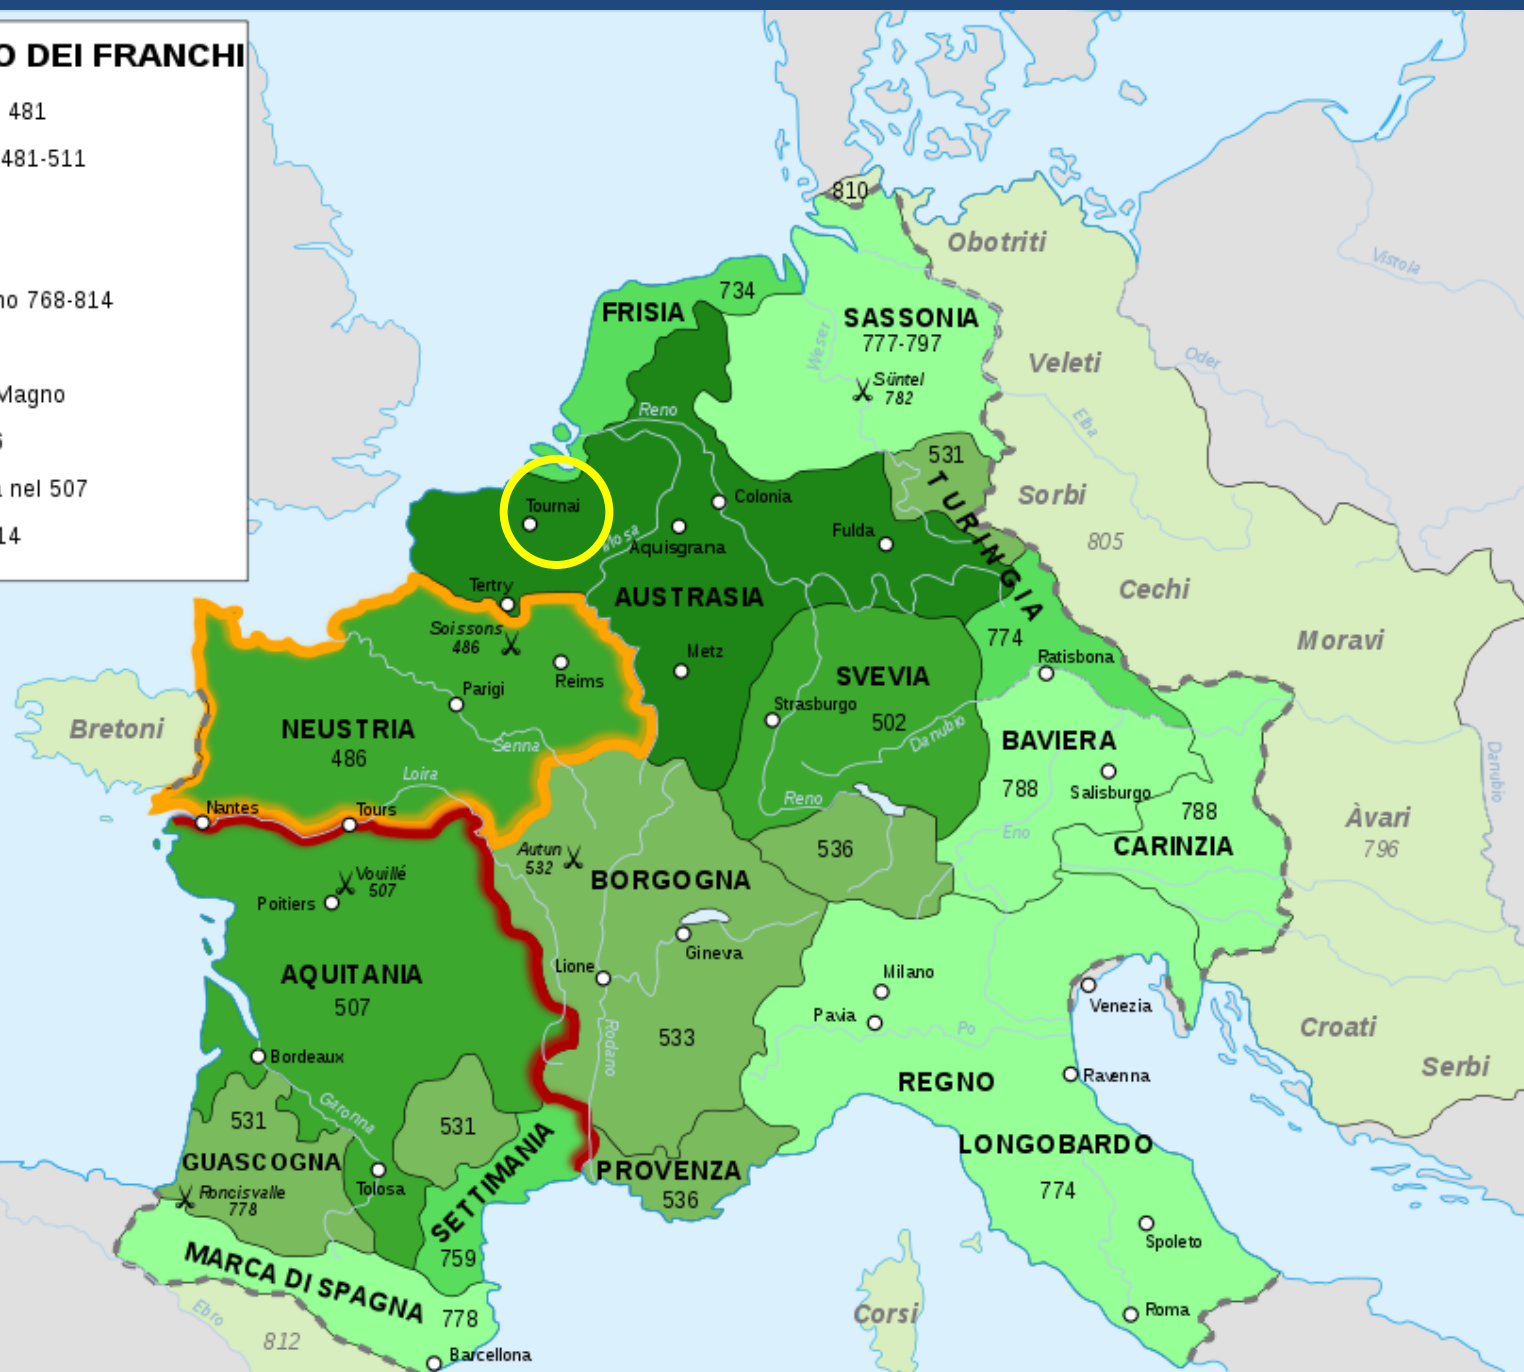 O DEI FRANCHI
481
481-511
no 768-814
Magno
6
a nel 507
14
810
Obotriti
Vistola
734
FRISIA
SASSONIA
777-797
Weser
Süntel
782
Veleti
Oder
Elba
Reno
531
TURINGIA
Sorbi
805
Cechi
Moravi
Tournai
Colonia
Mosa
Aquisgrana
Fulda
Tertry
AUSTRASIA
Soissons
486
Reims
Metz
774
Ratisbona
Parigi
SVEVIA
Strasburgo
502
Danubio
Bretoni
NEUSTRIA
486
Senna
Loira
BAVIERA
788
Salisburgo
788
CARINZIA
Danubio
Àvari
796
Nantes
Tours
Reno
Eno
536
Autun
532
BORGOGNA
Vouillé
507
Poitiers
Ginevra
Lione
AQUITANIA
507
Milano
Pavia
Po
Venezia
Croati
Serbi
533
Rodano
Bordeaux
Garonna
REGNO
LONGOBARDO
774
Ravenna
531
531
GUASCOGNA
Tolosa
SETTIMANIA
759
PROVENZA
536
Roncisvalle
778
MARCA DI SPAGNA
778
Ebro
812
Barcellona
Corsi
Spoleto
Roma